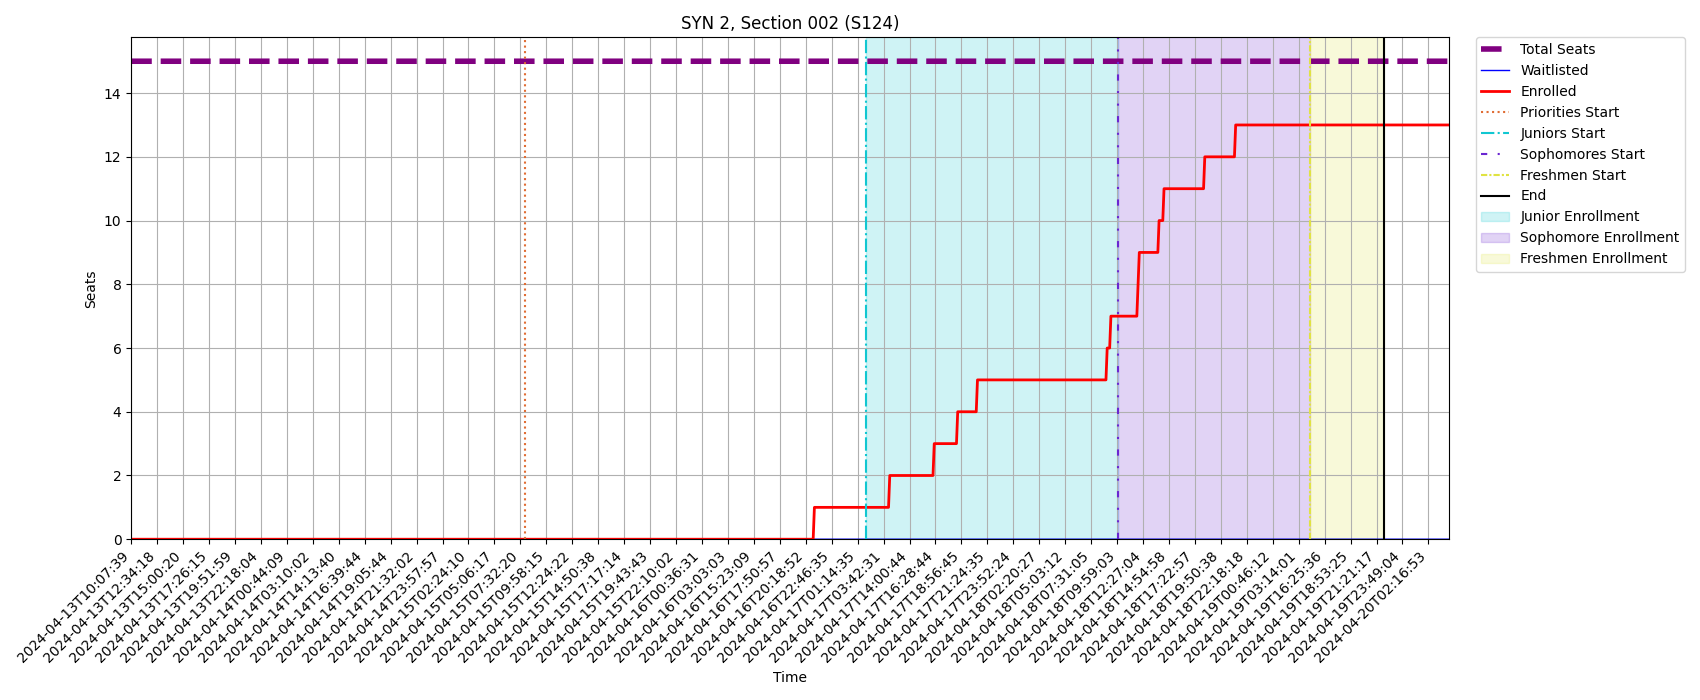 SYN 2, Section 002 (S124)
Total Seats
Waitlisted
Enrolled
Priorities Start
Juniors Start
Sophomores Start
Freshmen Start
End
Junior Enrollment
Sophomore Enrollment
Freshmen Enrollment
Seats
14
12
10
8
6
4
2
0
2024-04-13T10:07:39
2024-04-13T12:34:18
2024-04-13T15:00:20
2024-04-13T17:26:15
2024-04-13T19:51:59
2024-04-13T22:18:04
2024-04-14T00:44:09
2024-04-14T03:10:02
2024-04-14T14:13:40
2024-04-14T16:39:44
2024-04-14T19:05:44
2024-04-14T21:32:02
2024-04-14T23:57:57
2024-04-15T02:24:10
2024-04-15T05:06:17
2024-04-15T07:32:20
2024-04-15T09:58:15
2024-04-15T12:24:22
2024-04-15T14:50:38
2024-04-15T17:17:14
2024-04-15T19:43:43
2024-04-15T22:10:02
2024-04-16T00:36:31
2024-04-16T03:03:03
2024-04-16T15:23:09
2024-04-16T17:50:57
2024-04-16T20:18:52
2024-04-16T22:46:35
2024-04-17T01:14:35
2024-04-17T03:42:31
2024-04-17T14:00:44
2024-04-17T16:28:44
2024-04-17T18:56:45
2024-04-17T21:24:35
2024-04-17T23:52:24
2024-04-18T02:20:27
2024-04-18T05:03:12
2024-04-18T07:31:05
2024-04-18T09:59:03
2024-04-18T12:27:04
2024-04-18T14:54:58
2024-04-18T17:22:57
2024-04-18T19:50:38
2024-04-18T22:18:18
2024-04-19T00:46:12
2024-04-19T03:14:01
2024-04-19T16:25:36
2024-04-19T18:53:25
2024-04-19T21:21:17
2024-04-19T23:49:04
2024-04-20T02:16:53
Time